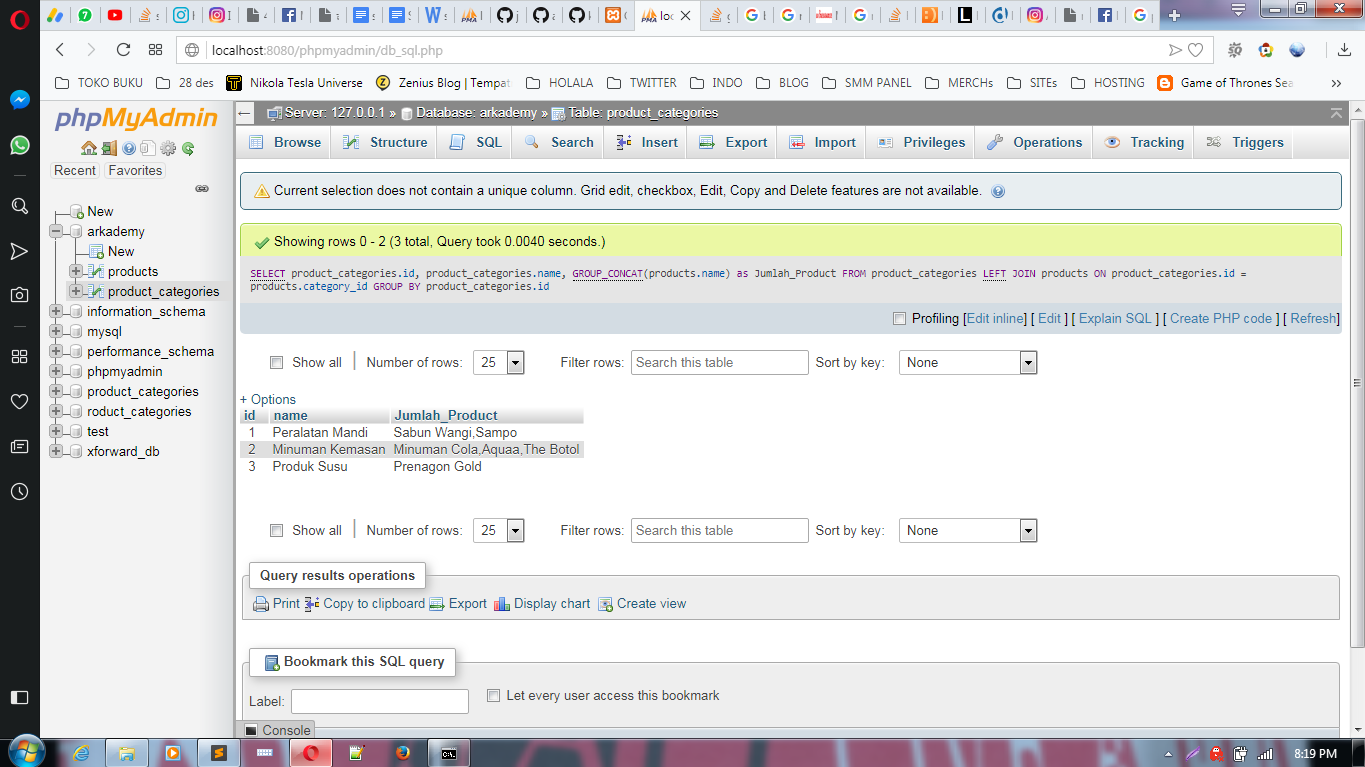 localhost:8080/phpmyadmin/db_sql.php
TOKO BUKU 28 des Nikola Tesla Universe Zenius Blog | Tempat HOLALA TWITTER INDO BLOG SMM PANEL MERCHs SITEs HOSTING Game of Thrones Sea
phpMyAdmin
Recent Favorites
New
arkademy
New
products
product_categories
information_schema
mysql
performance_schema
phpmyadmin
product_categories
roduct_categories
test
xforward_db
Server: 127.0.0.1 » Database: arkademy » Table: product_categories
Browse Structure SQL Search Insert Export Import Privileges Operations Tracking Triggers
Current selection does not contain a unique column. Grid edit, checkbox, Edit, Copy and Delete features are not available.
Showing rows 0 - 2 (3 total, Query took 0.0040 seconds.)
SELECT product_categories.id, product_categories.name, GROUP_CONCAT(products.name) as Jumlah_Product FROM product_categories LEFT JOIN products ON product_categories.id =
products.category_id GROUP BY product_categories.id
Profiling [Edit inline] [ Edit ] [ Explain SQL ] [ Create PHP code ] [ Refresh]
Show all | Number of rows: 25 Filter rows: Search this table Sort by key: None
+ Options
id name Jumlah_Product
1 Peralatan Mandi Sabun Wangi,Sampo
2 Minuman Kemasan Minuman Cola,Aquaa,The Botol
3 Produk Susu Prenagon Gold
Show all | Number of rows: 25 Filter rows: Search this table Sort by key: None
Query results operations
Print Copy to clipboard Export Display chart Create view
Bookmark this SQL query
Label: Let every user access this bookmark
Console
8:19 PM